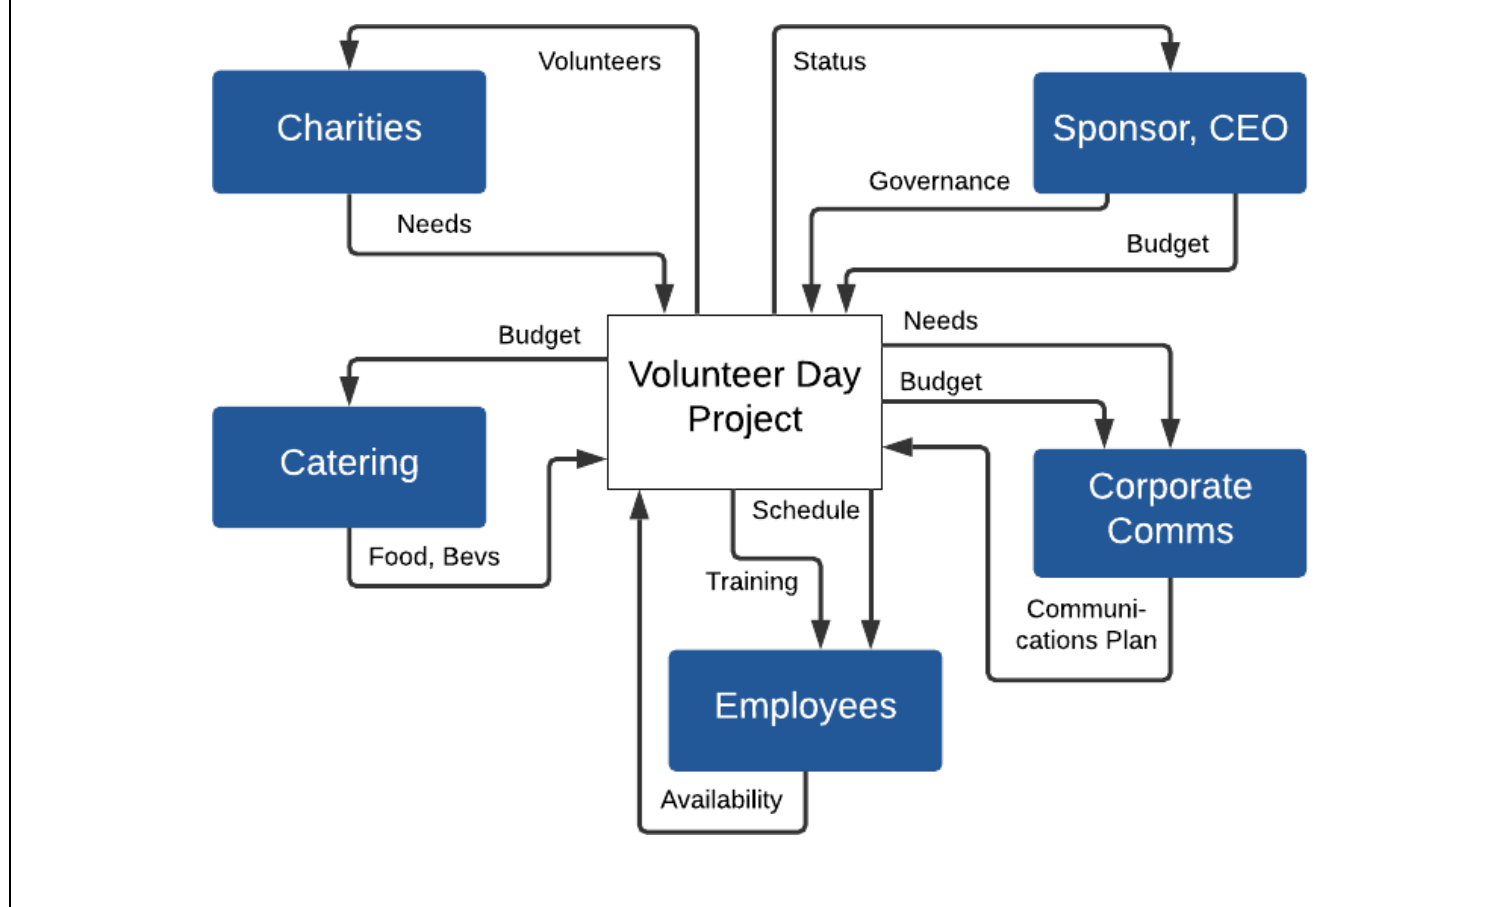 Volunteers
Status
Charities
Sponsor, CEO
Governance
Needs
Budget
Needs
Budget
Volunteer Day
Project
Budget
Catering
Corporate
Comms
Schedule
Food, Bevs
Training
Communi-
cations Plan
Employees
Availability